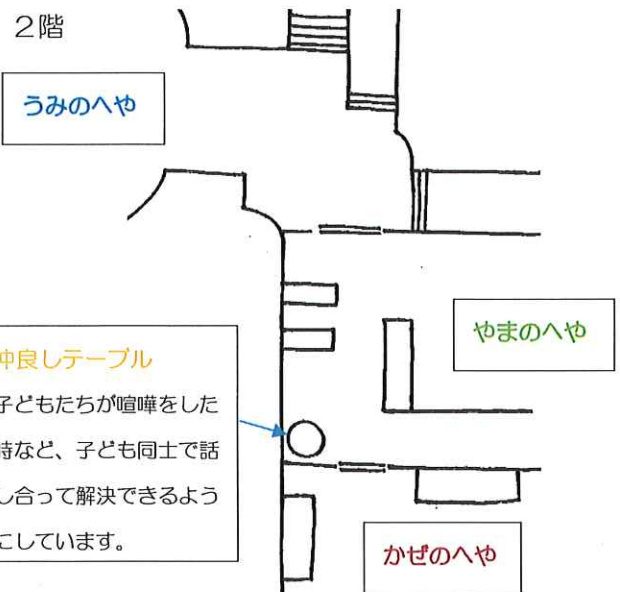 2階
うみのへや
やまのへや
仲良しテーブル
子どもたちが喧嘩をした
時など、子ども同士で話
し合って解決できるよう
にしています。
かぜのへや